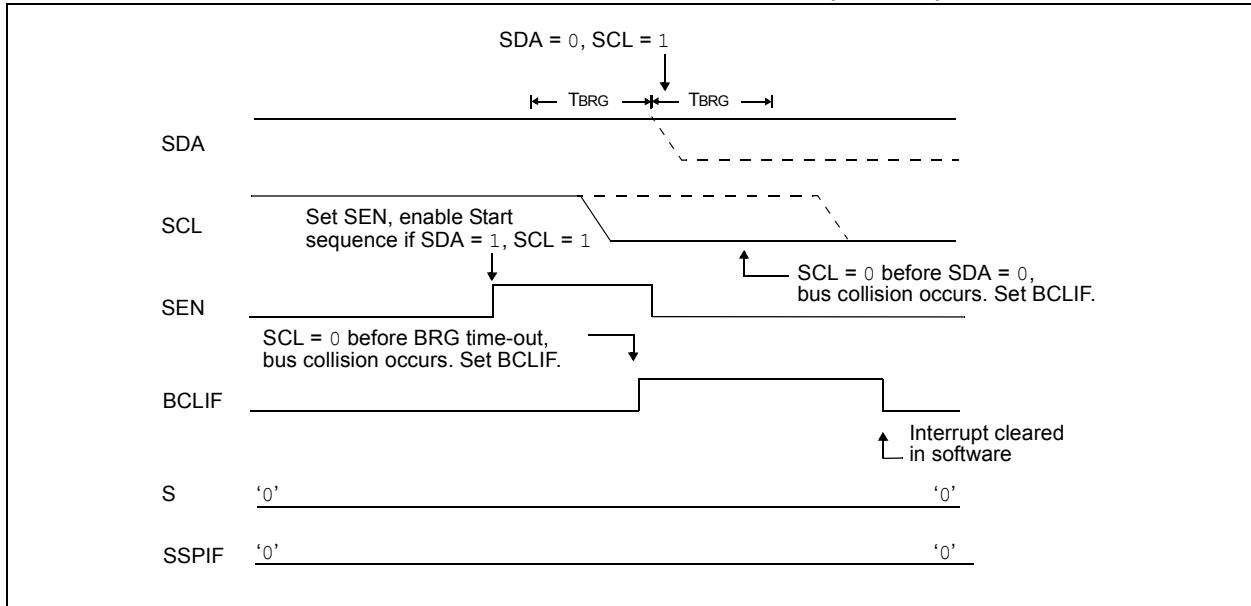 SDA = 0, SCL = 1
TBRG TBRG
SDA
SCL
Set SEN, enable Start
sequence if SDA = 1, SCL = 1
SCL = 0 before SDA = 0,
bus collision occurs. Set BCLIF.
SEN
SCL = 0 before BRG time-out,
bus collision occurs. Set BCLIF.
BCLIF
Interrupt cleared
in software
S ‘0’ ‘0’
SSPIF ‘0’ ‘0’